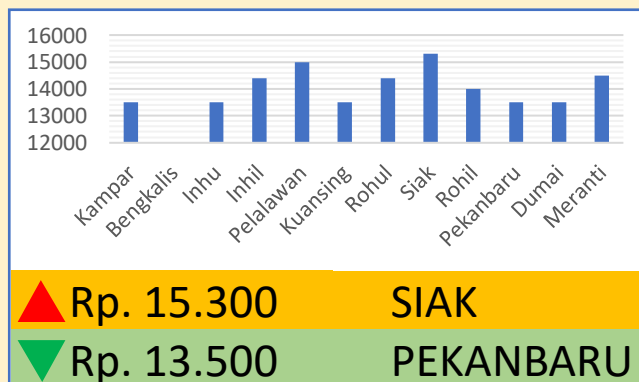 16000
15000
14000
13000
12000
Kampar
Bengkalis
Inhu
Inhil
Pelalawan
Kuansing
Rohul
Siak
Rohil
Pekanbaru
Dumai
Meranti
Rp. 15.300 SIAK
Rp. 13.500 PEKANBARU